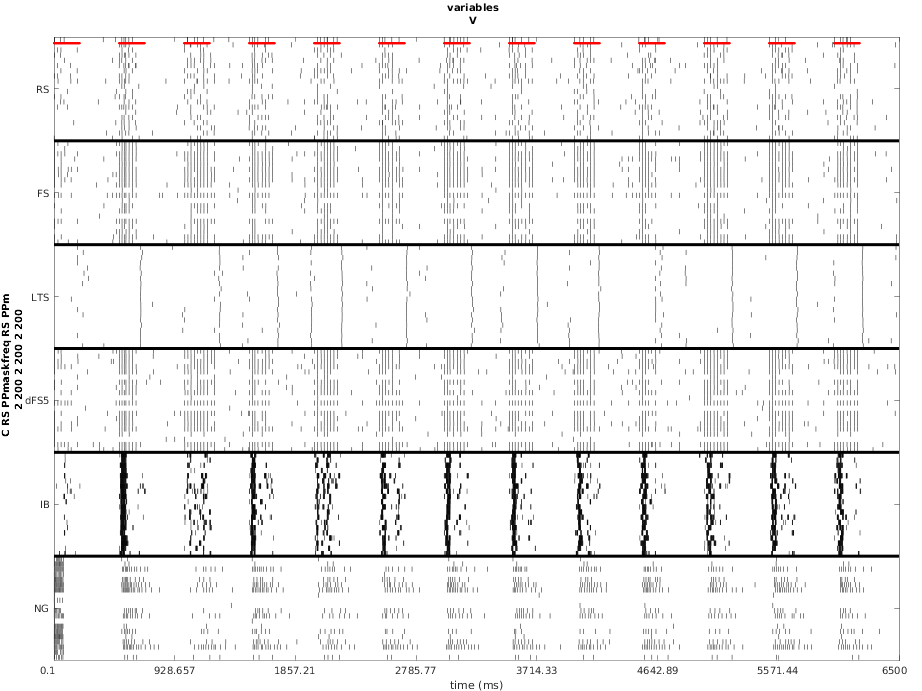 variables
V
C RS PPmaskfreq RS PPm
2 200 2 200 2 200
RS
FS
LTS
dFS5
IB
NG
0.1 928.657 1857.21 2785.77 3714.33 4642.89 5571.44 6500
time (ms)